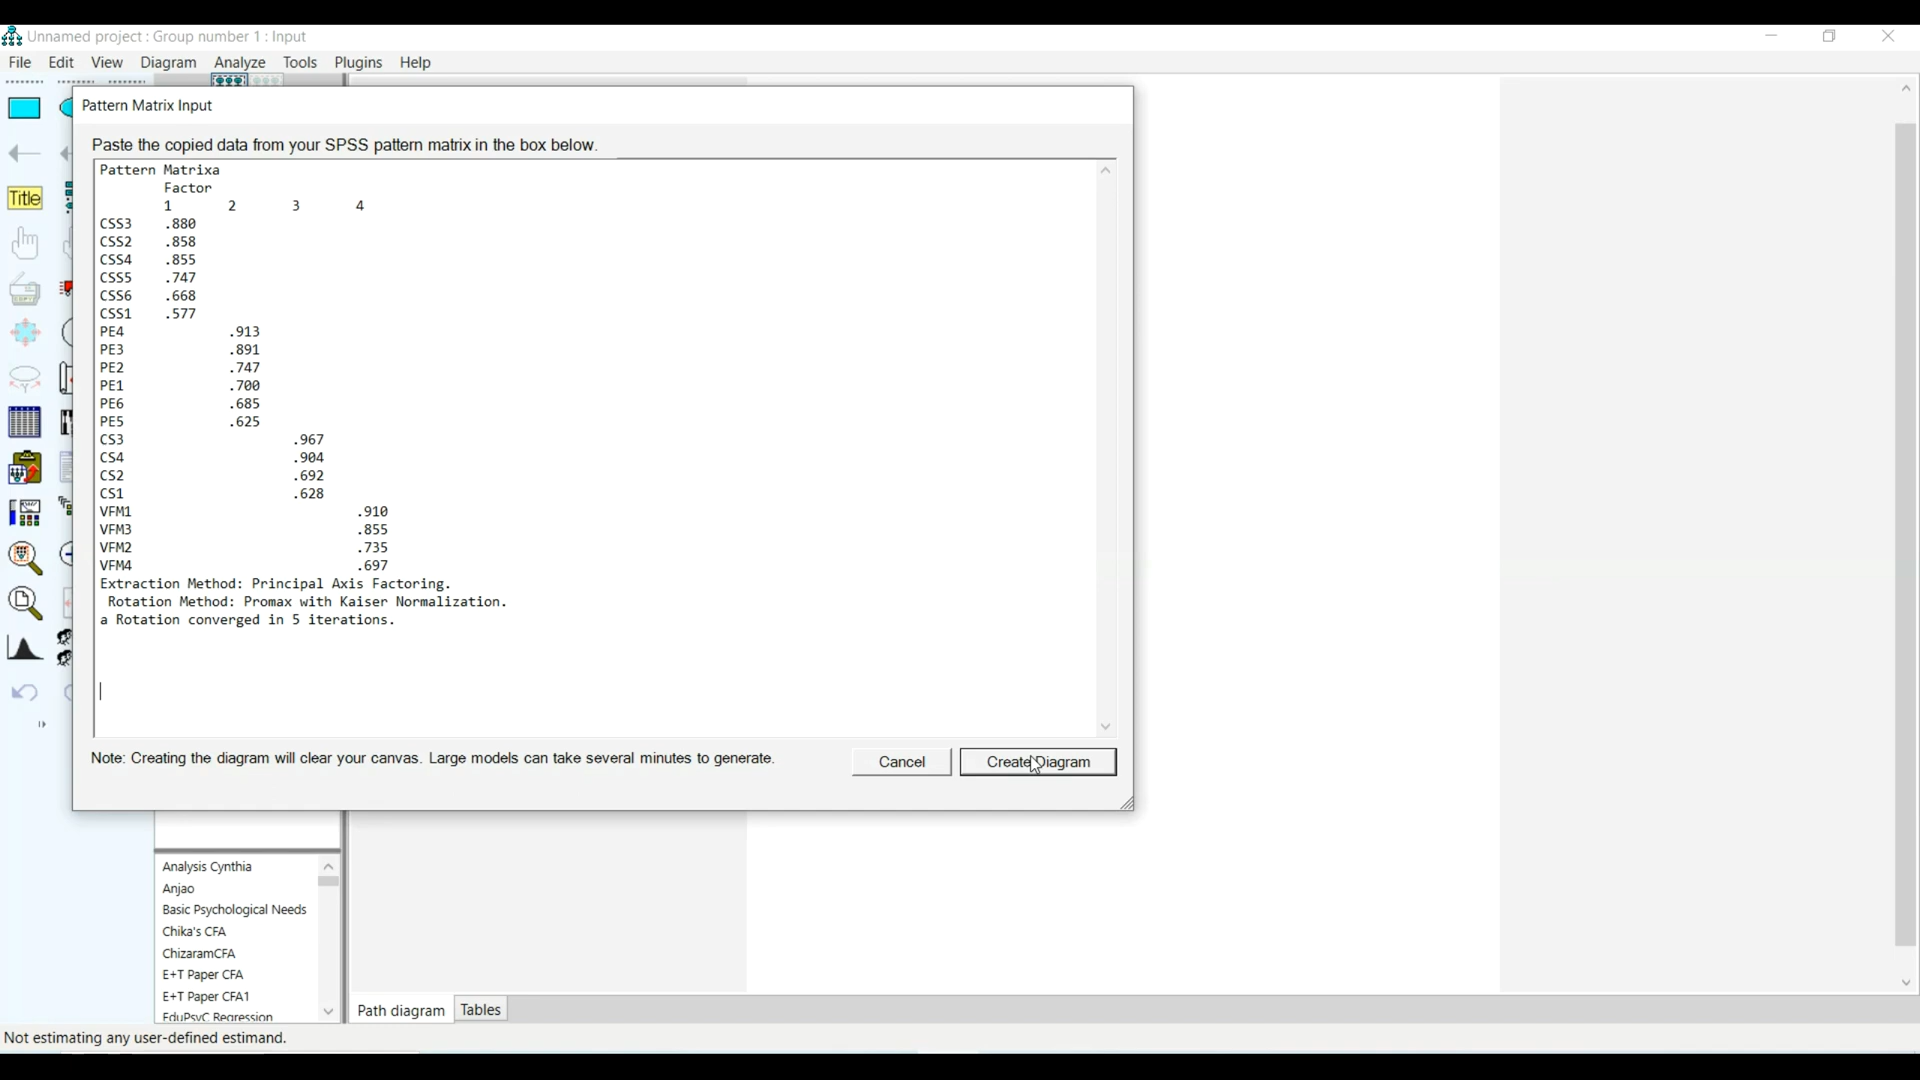 Unnamed project : Group number 1 : Input
File Edit View Diagram Analyze Tools Plugins Help
Pattern Matrix Input
Paste the copied data from your SPSS pattern matrix in the box below.
Title
Pattern Matrixa
Factor
1 2 3 4
CSS3 .880
CSS2 .858
CSS4 .855
CSS5 .747
CSS6 .668
CSS1 .577
PE4 .913
PE3 .891
PE2 .747
PE1 .700
PE6 .685
PE5 .625
CS3 .967
CS4 .904
CS2 .692
CS1 .628
VFM1 .910
VFM3 .855
VFM2 .735
VFM4 .697
Extraction Method: Principal Axis Factoring.
Rotation Method: Promax with Kaiser Normalization.
a Rotation converged in 5 iterations.
Note: Creating the diagram will clear your canvas. Large models can take several minutes to generate.
Cancel Create Diagram
Analysis Cynthia
Anjao
Basic Psychological Needs
Chika's CFA
ChizaramCFA
E+T Paper CFA
E+T Paper CFA1
EduPsyC Regression
Path diagram Tables
Not estimating any user-defined estimand.